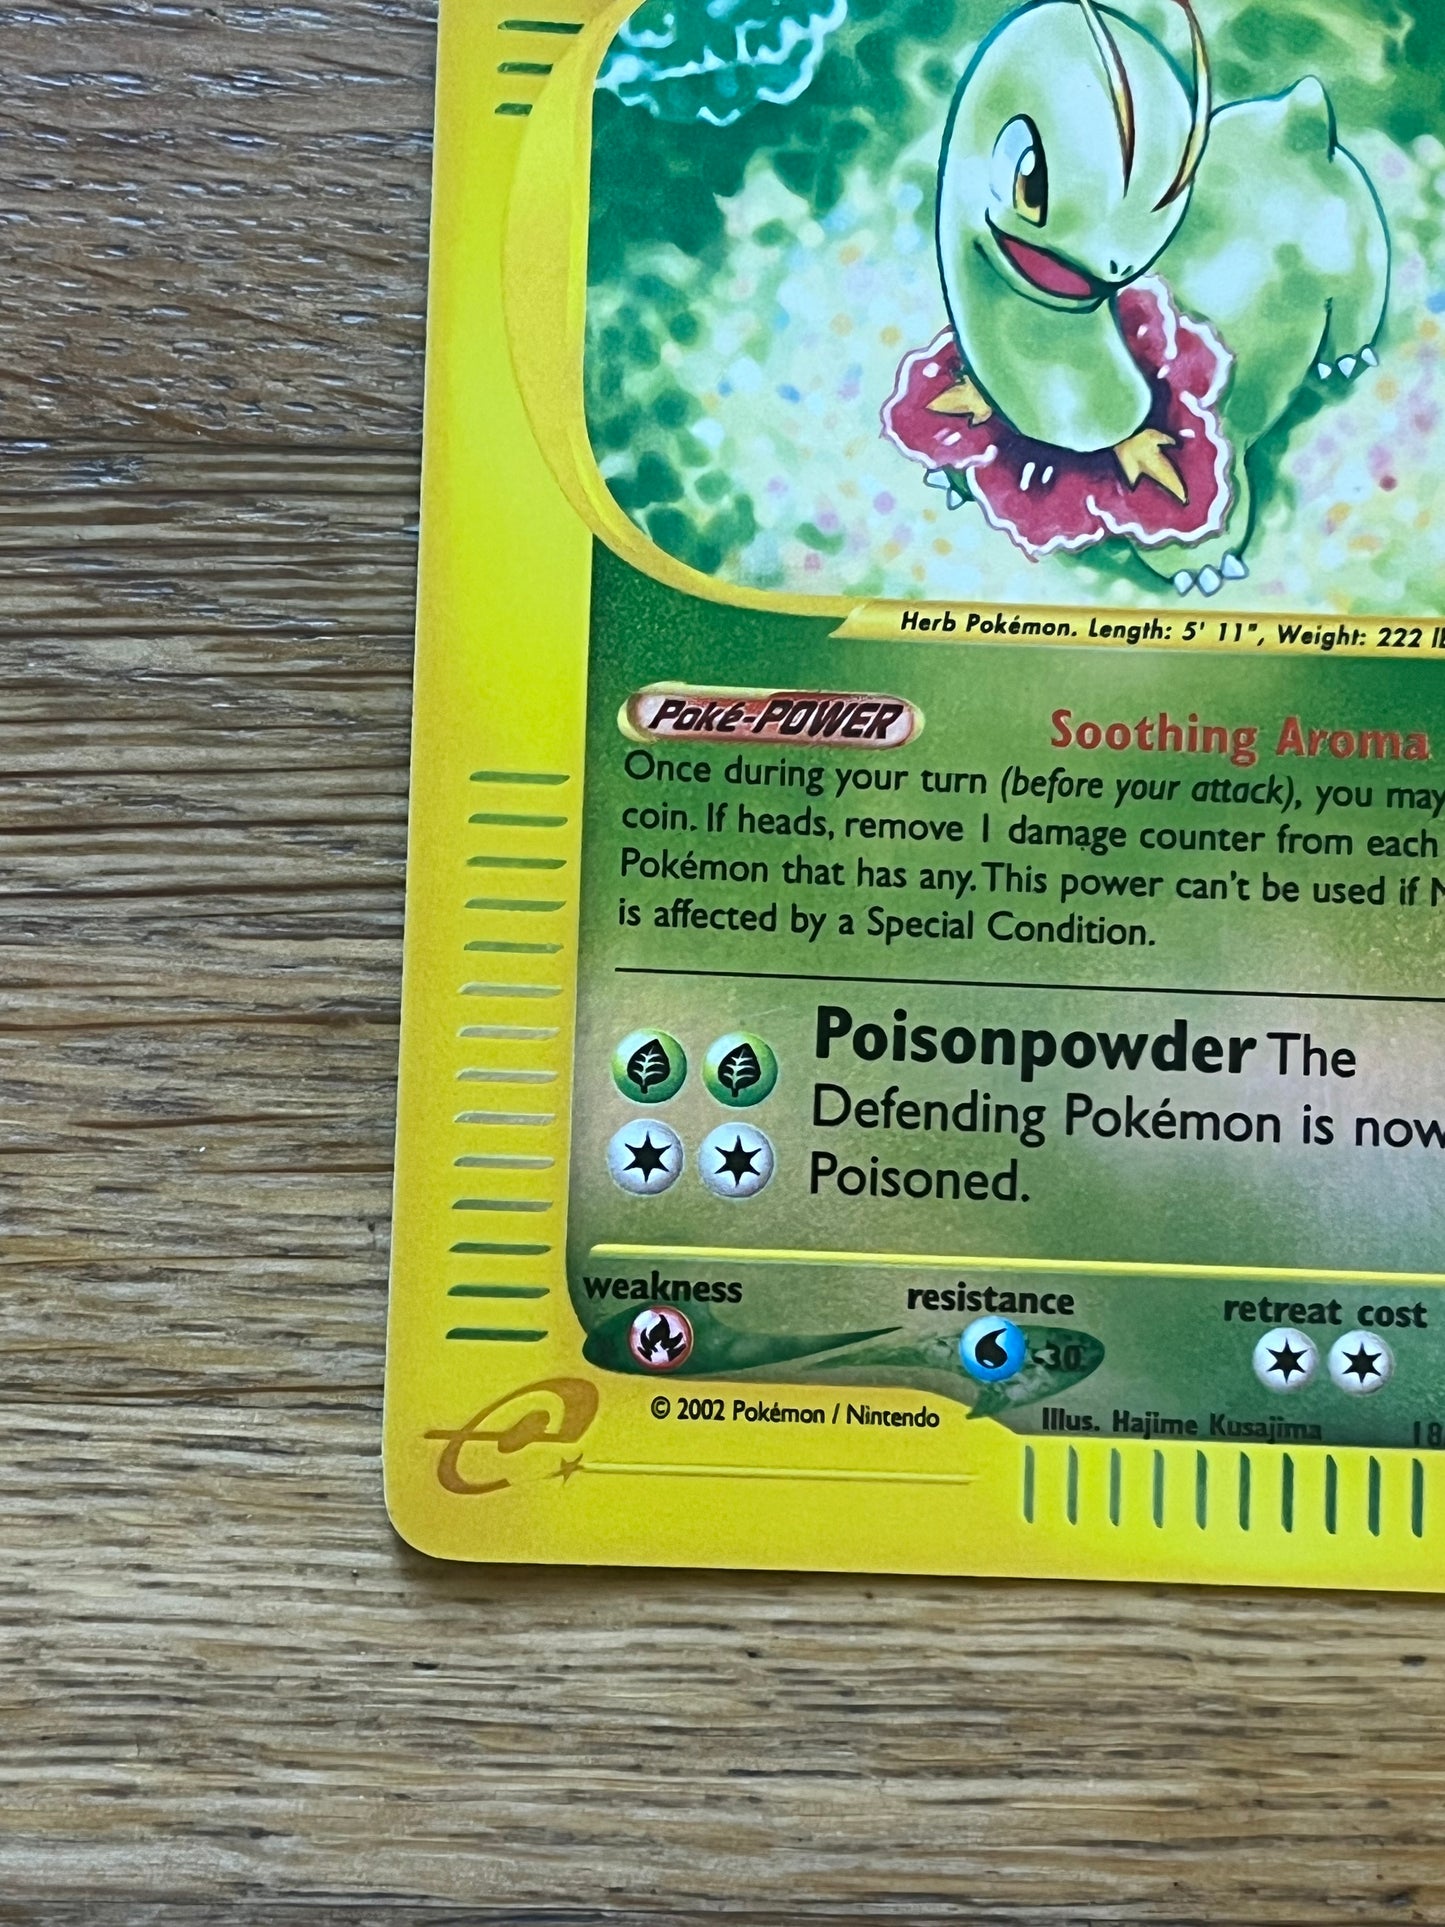 Herb Pokémon. Length: 5' 11", Weight: 222
Poké-POWER Soothing Aroma
Once during your turn (before your attack), you may
coin. If heads, remove 1 damage counter from each
Pokémon that has any. This power can't be used if
is affected by a Special Condition.
Poisonpowder The
Defending Pokémon is now
Poisoned.
weakness resistance retreat cost
-30
© 2002 Pokémon / Nintendo
Illus. Hajime Kusajima 18